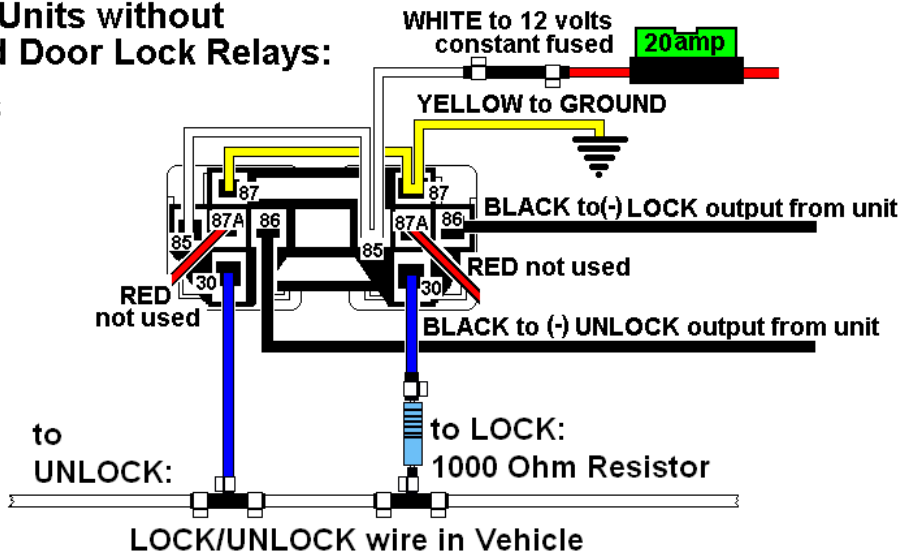 Units without
Door Lock Relays:
WHITE to 12 volts
constant fused
20amp
YELLOW to GROUND
87
87
87A
86
87A
86
BLACK to(-) LOCK output from unit
85
85
RED not used
30
30
RED
not used
BLACK to (-) UNLOCK output from unit
to
UNLOCK:
to LOCK:
1000 Ohm Resistor
LOCK/UNLOCK wire in Vehicle